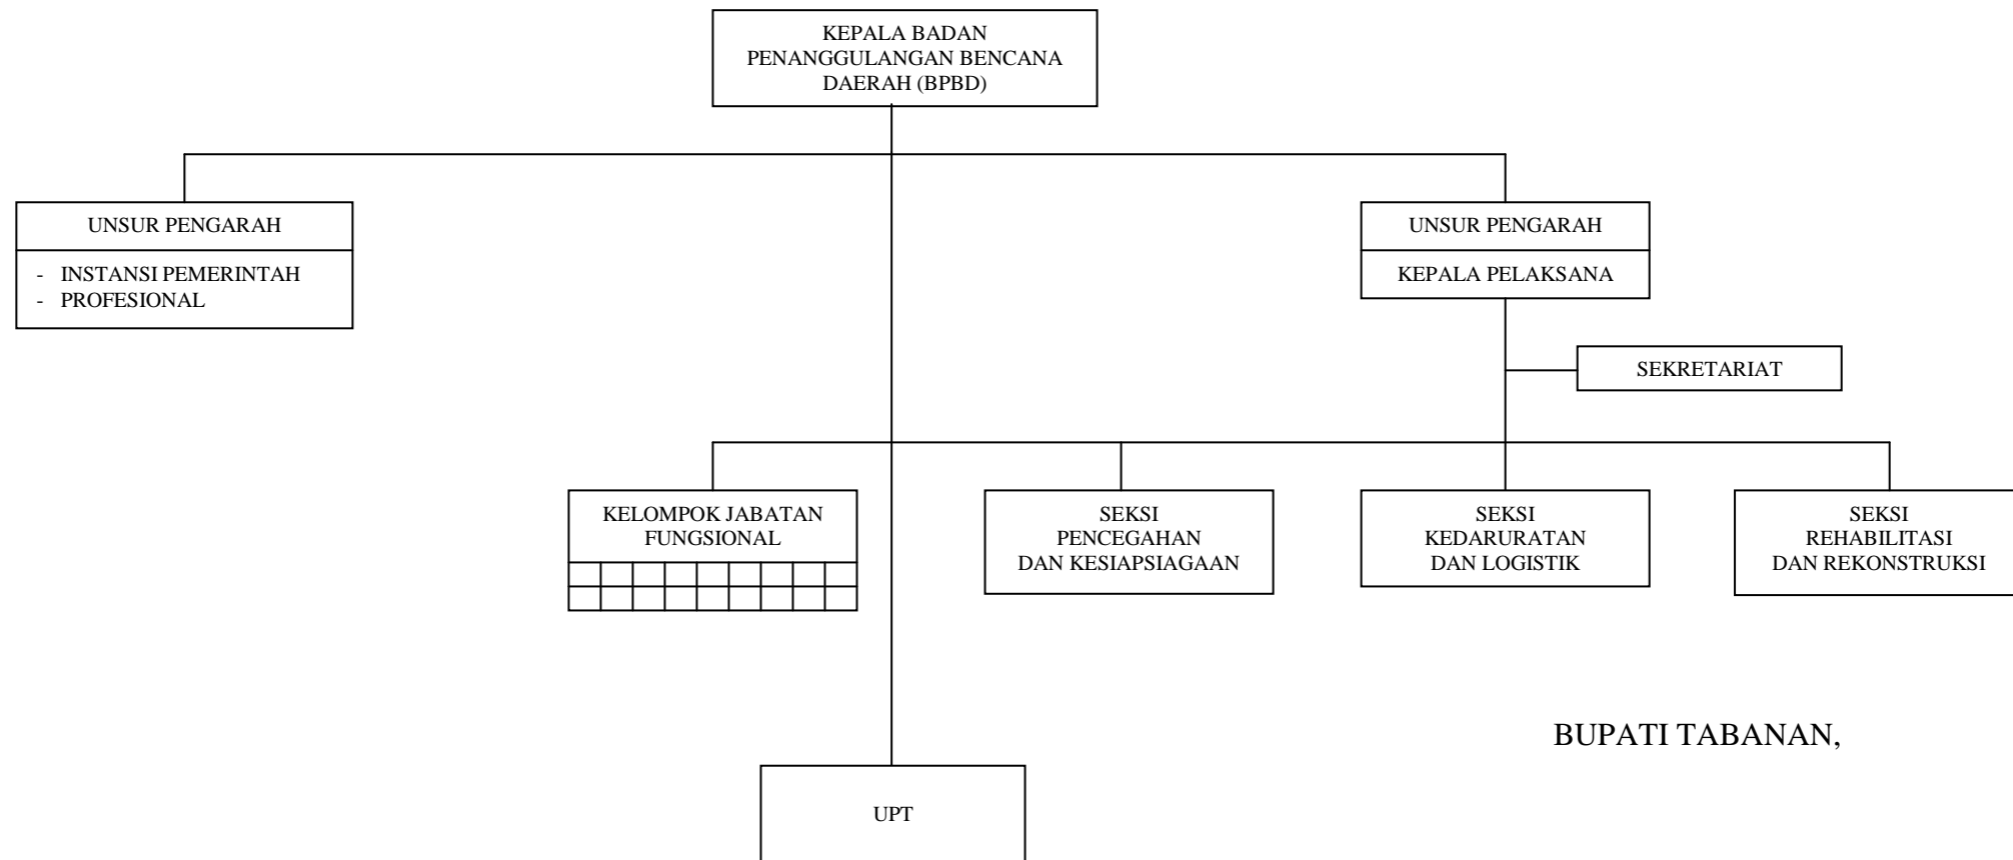 KEPALA BADAN
PENANGGULANGAN BENCANA
DAERAH (BPBD)
UNSUR PENGARAH
- INSTANSI PEMERINTAH
- PROFESIONAL
UNSUR PENGARAH
KEPALA PELAKSANA
SEKRETARIAT
KELOMPOK JABATAN
FUNGSIONAL
SEKSI
PENCEGAHAN
DAN KESIAPSIAGAAN
SEKSI
KEDARURATAN
DAN LOGISTIK
SEKSI
REHABILITASI
DAN REKONSTRUKSI
BUPATI TABANAN,
UPT